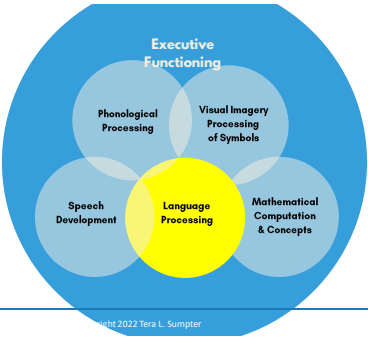 Executive
Functioning
Phonological
Processing
Visual Imagery
Processing
of Symbols
Speech
Development
Language
Processing
Mathematical
Computation
& Concepts
2022 Tera L. Sumpter